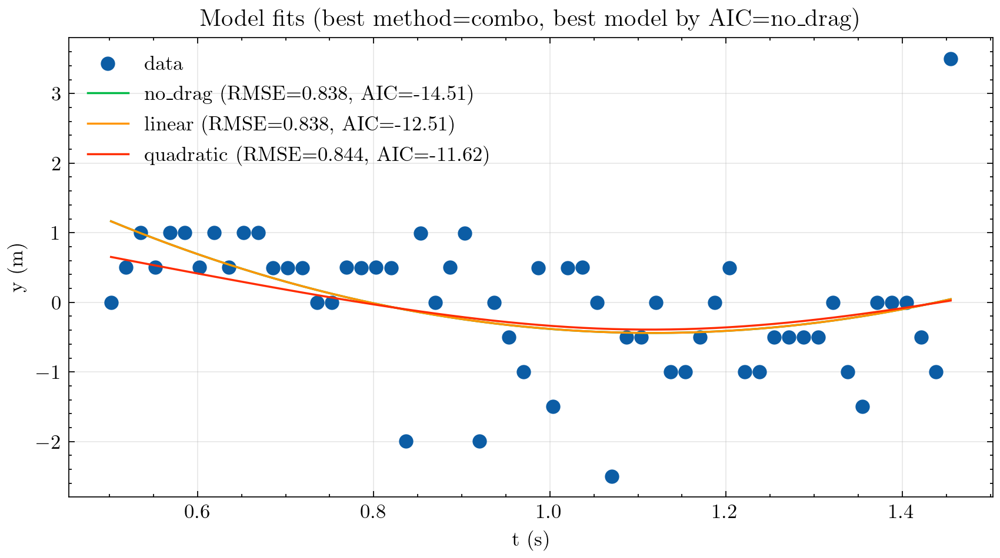 Model fits (best method=combo, best model by AIC=no_drag)
data
no_drag (RMSE=0.838, AIC=-14.51)
linear (RMSE=0.838, AIC=-12.51)
quadratic (RMSE=0.844, AIC=-11.62)
y (m)
3
2
1
0
−1
−2
0.6 0.8 1.0 1.2 1.4
t (s)